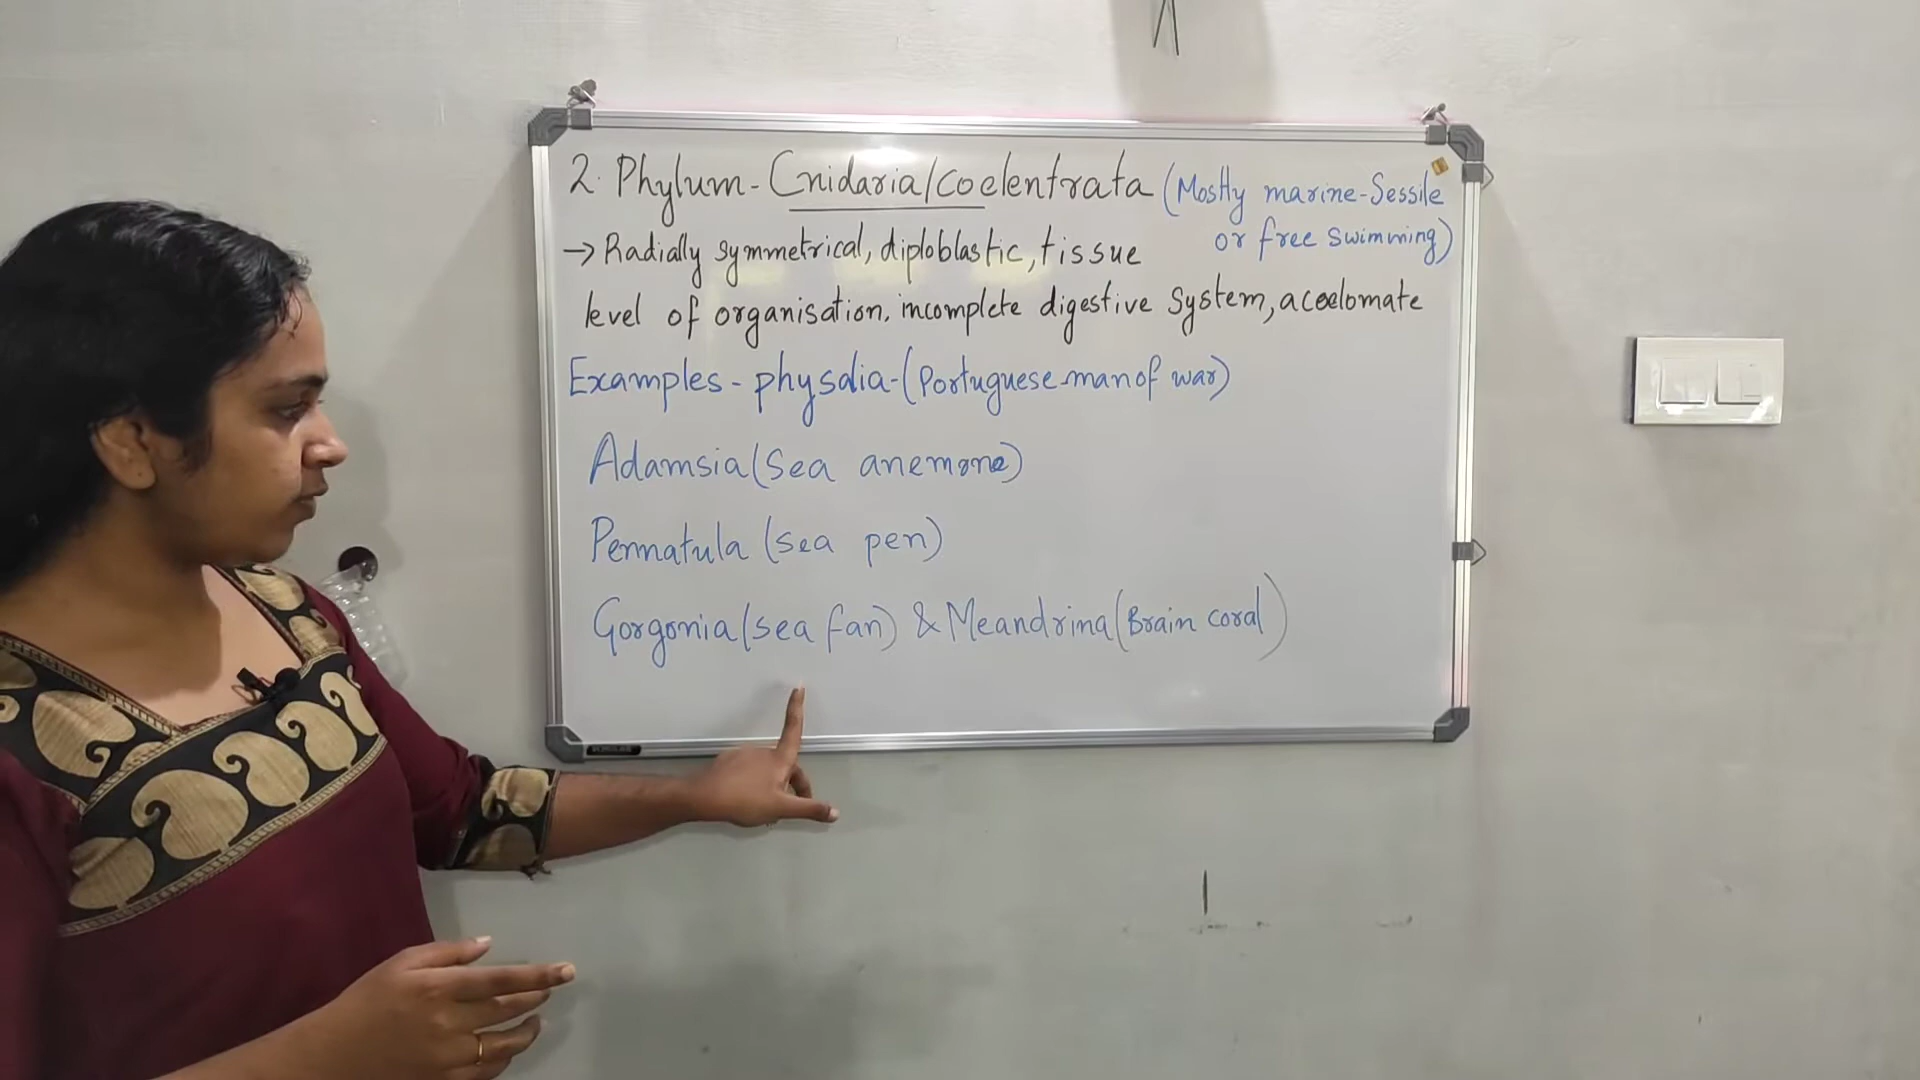 2. Phylum - Cnidaria/Coelentrata (Mostly marine-Sessile
or free swimming)
→ Radially symmetrical, diploblastic, tissue
level of organisation, incomplete digestive system, acoelomate
Examples - physalia - (Portuguese-man of war)
Adamsia (Sea anemone)
Pennatula (sea pen)
Gorgonia (sea fan) & Meandrina (Brain coral)